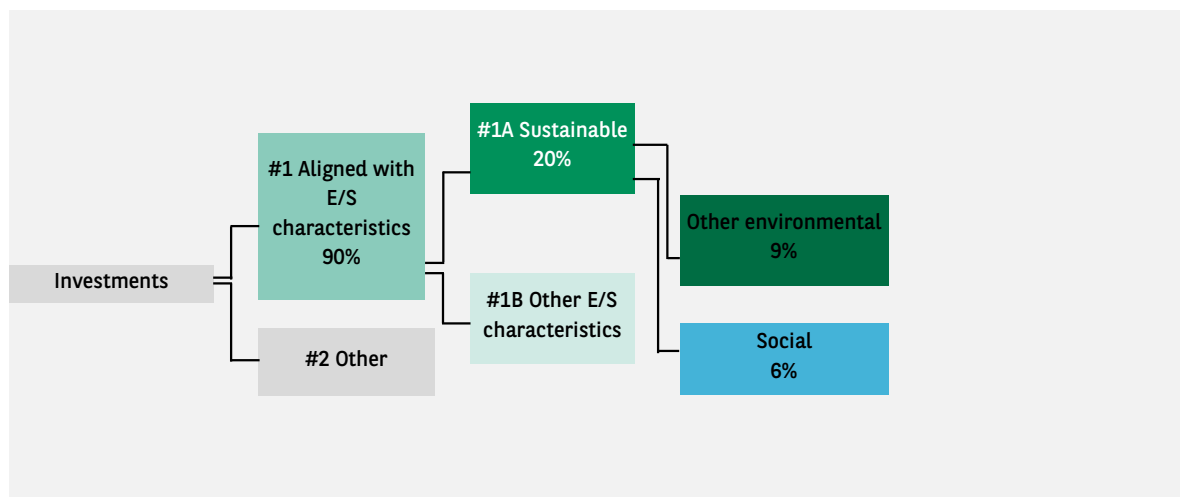 Investments
#1 Aligned with
E/S
characteristics
90%
#2 Other
#1A Sustainable
20%
#1B Other E/S
characteristics
Other environmental
9%
Social
6%